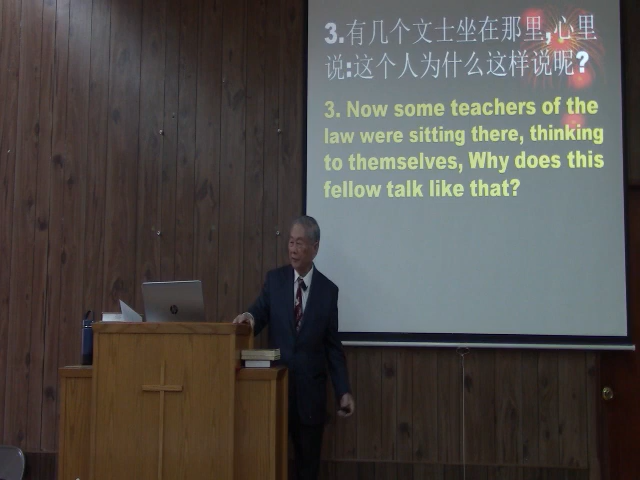 3.有几个文士坐在那里,心里
说:这个人为什么这样说呢?
3. Now some teachers of the
law were sitting there, thinking
to themselves, Why does this
fellow talk like that?